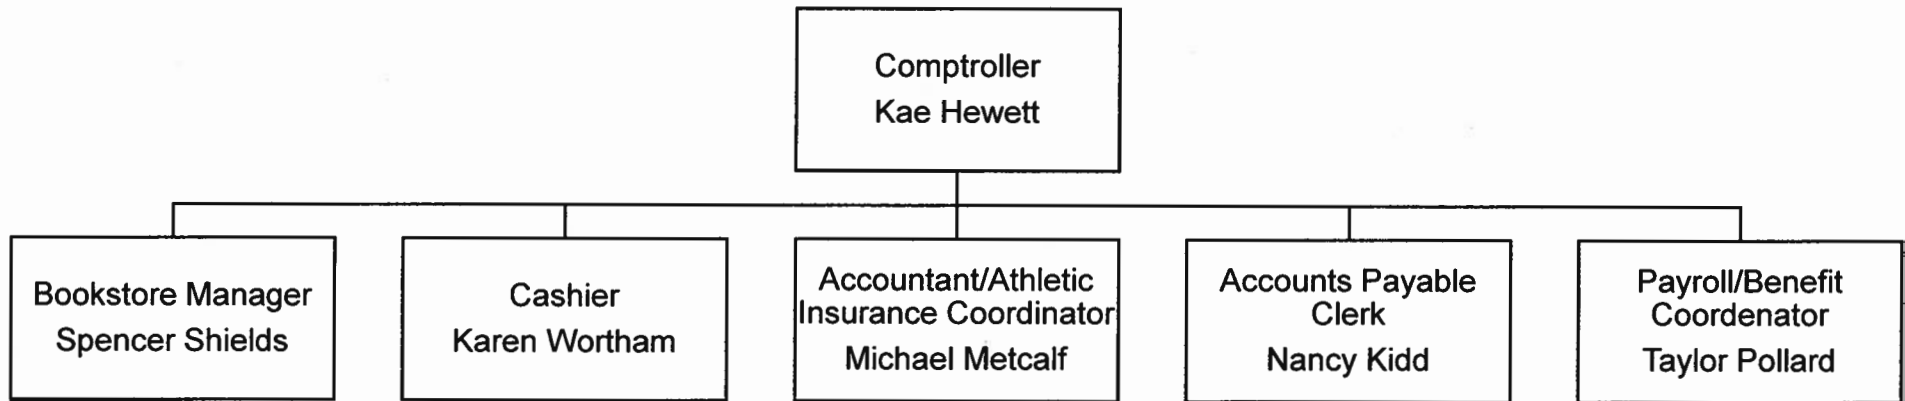 Comptroller
Kae Hewett
Bookstore Manager
Spencer Shields
Cashier
Karen Wortham
Accountant/Athletic
Insurance Coordinator
Michael Metcalf
Accounts Payable
Clerk
Nancy Kidd
Payroll/Benefit
Coordenator
Taylor Pollard